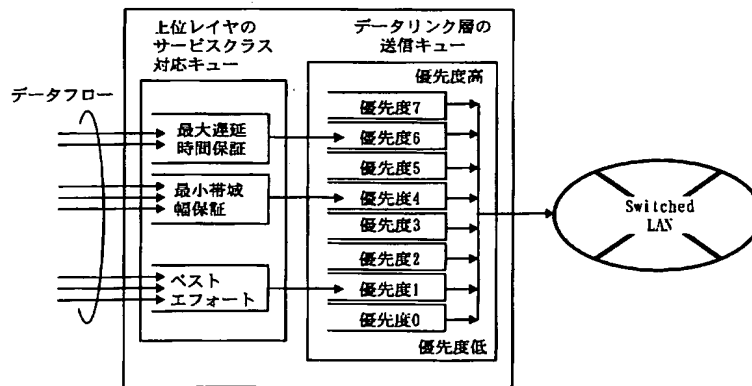 上位レイヤの
サービスクラス
対応キュー
データリンク層の
送信キュー
データフロー
優先度高
最大遅延
時間保証
最小帯域
幅保証
ベスト
エフォート
優先度7
優先度6
優先度5
優先度4
優先度3
優先度2
優先度1
優先度0
優先度低
Switched
LAN